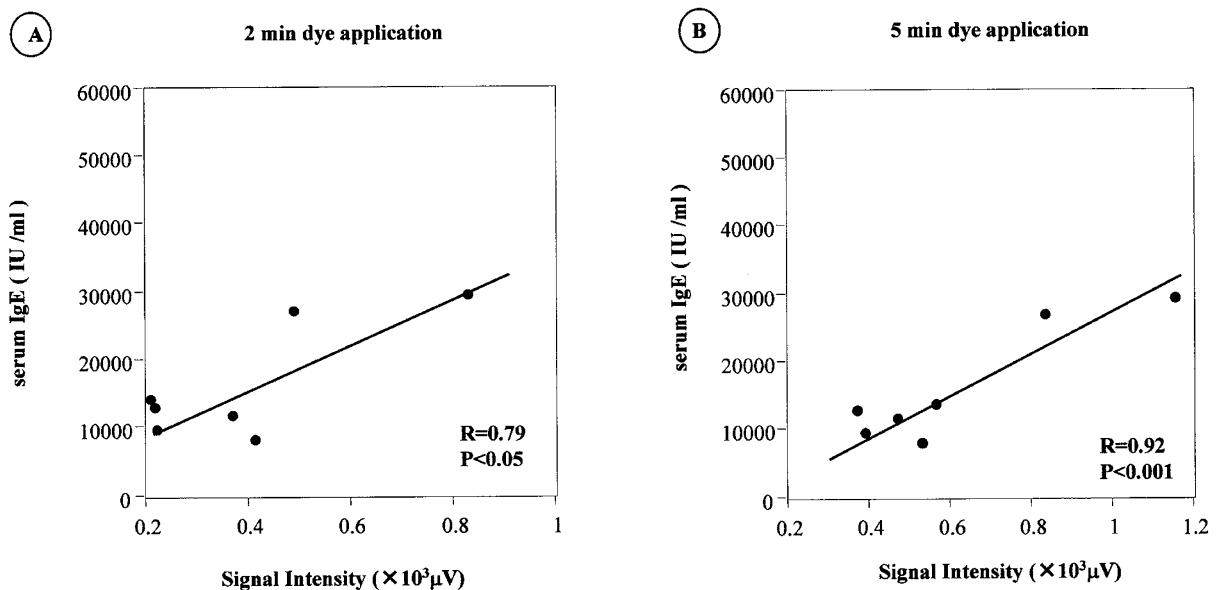 A
2 min dye application
60000
50000
40000
30000
20000
10000
0
serum IgE ( IU /ml )
R=0.79
P<0.05
0.2 0.4 0.6 0.8 1
Signal Intensity (×10³μV)
B
5 min dye application
60000
50000
40000
30000
20000
10000
0
serum IgE ( IU /ml )
R=0.92
P<0.001
0.2 0.4 0.6 0.8 1 1.2
Signal Intensity (×10³μV)